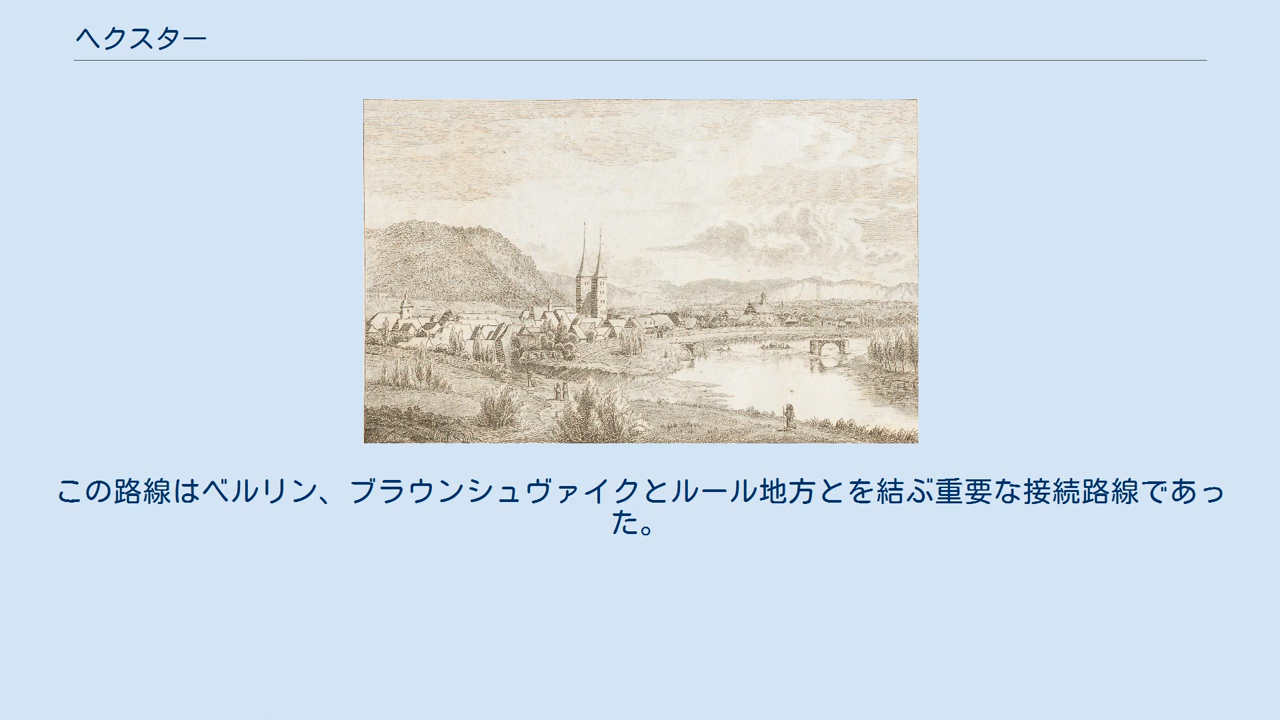 ヘクスター
この路線はベルリン、ブラウンシュヴァイクとルール地方とを結ぶ重要な接続路線であっ
た。